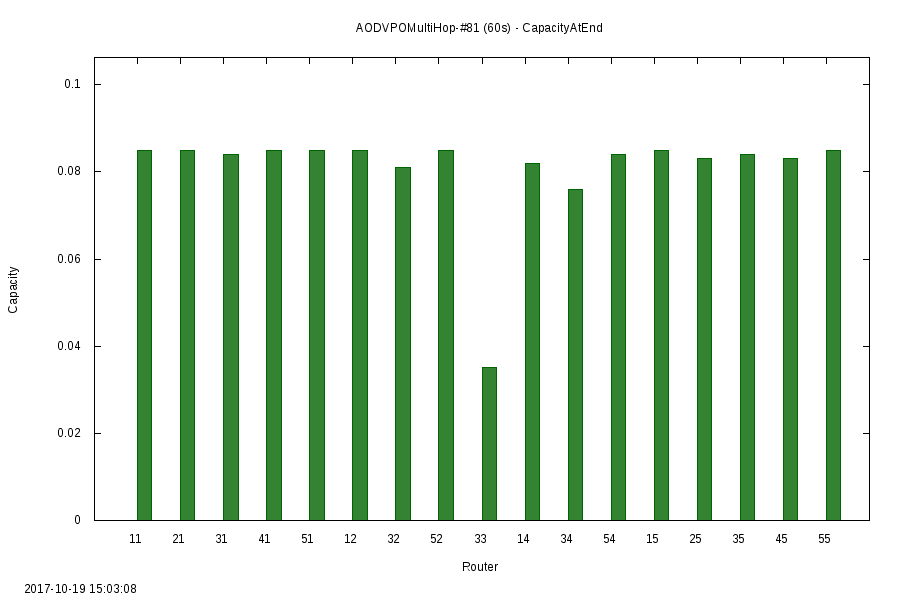 AODVPOMultiHop-#81 (60s) - CapacityAtEnd
0.1
0.08
0.06
0.04
0.02
0
Capacity
11 21 31 41 51 12 32 52 33 14 34 54 15 25 35 45 55
Router
2017-10-19 15:03:08